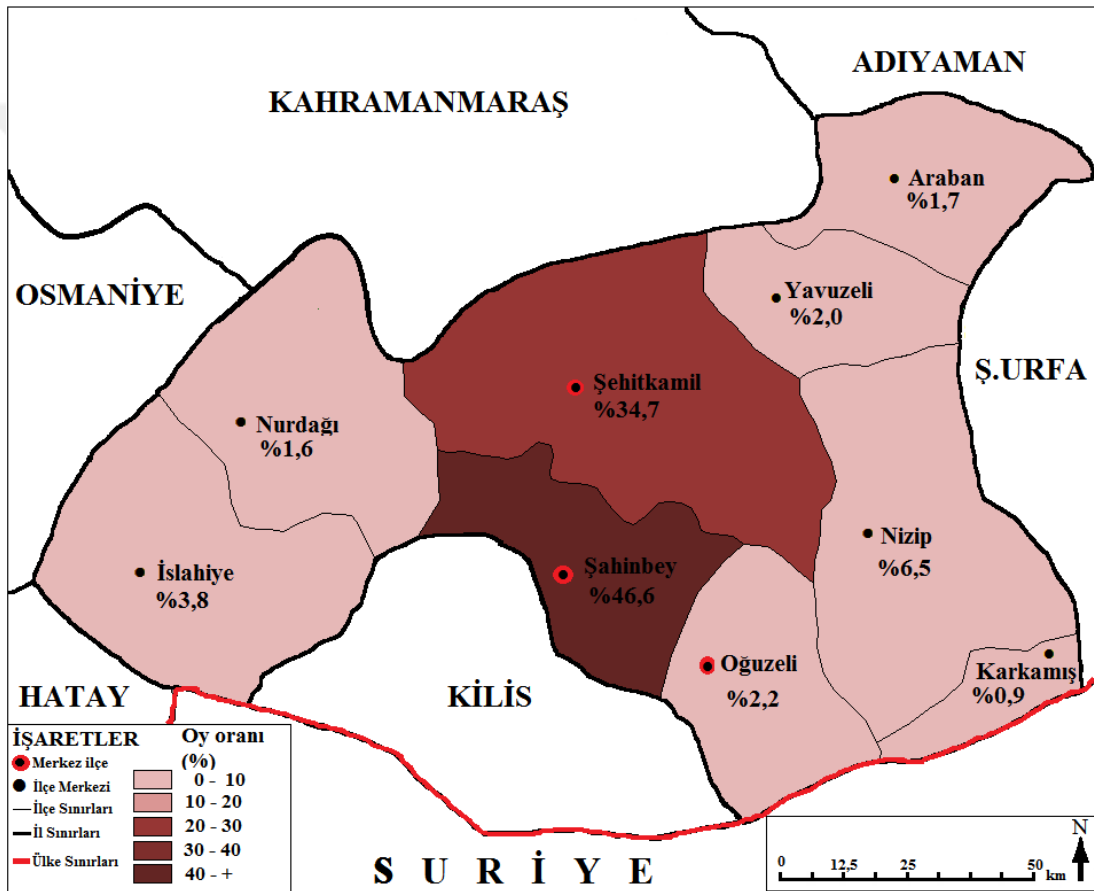 ADIYAMAN
KAHRAMANMARAŞ
Araban
%1,7
OSMANİYE
Yavuzeli
%2,0
Ş.URFA
Şehitkamil
%34,7
Nurdağı
%1,6
Nizip
%6,5
İslahiye
%3,8
Şahinbey
%46,6
Oğuzeli
%2,2
Karkamış
%0,9
HATAY
KİLİS
İŞARETLER
Merkez ilçe
İlçe Merkezi
İlçe Sınırları
İl Sınırları
Ülke Sınırları
Oy oranı
(%)
0 - 10
10 - 20
20 - 30
30 - 40
40 - +
SURİYE
N
0 12,5 25 50
km